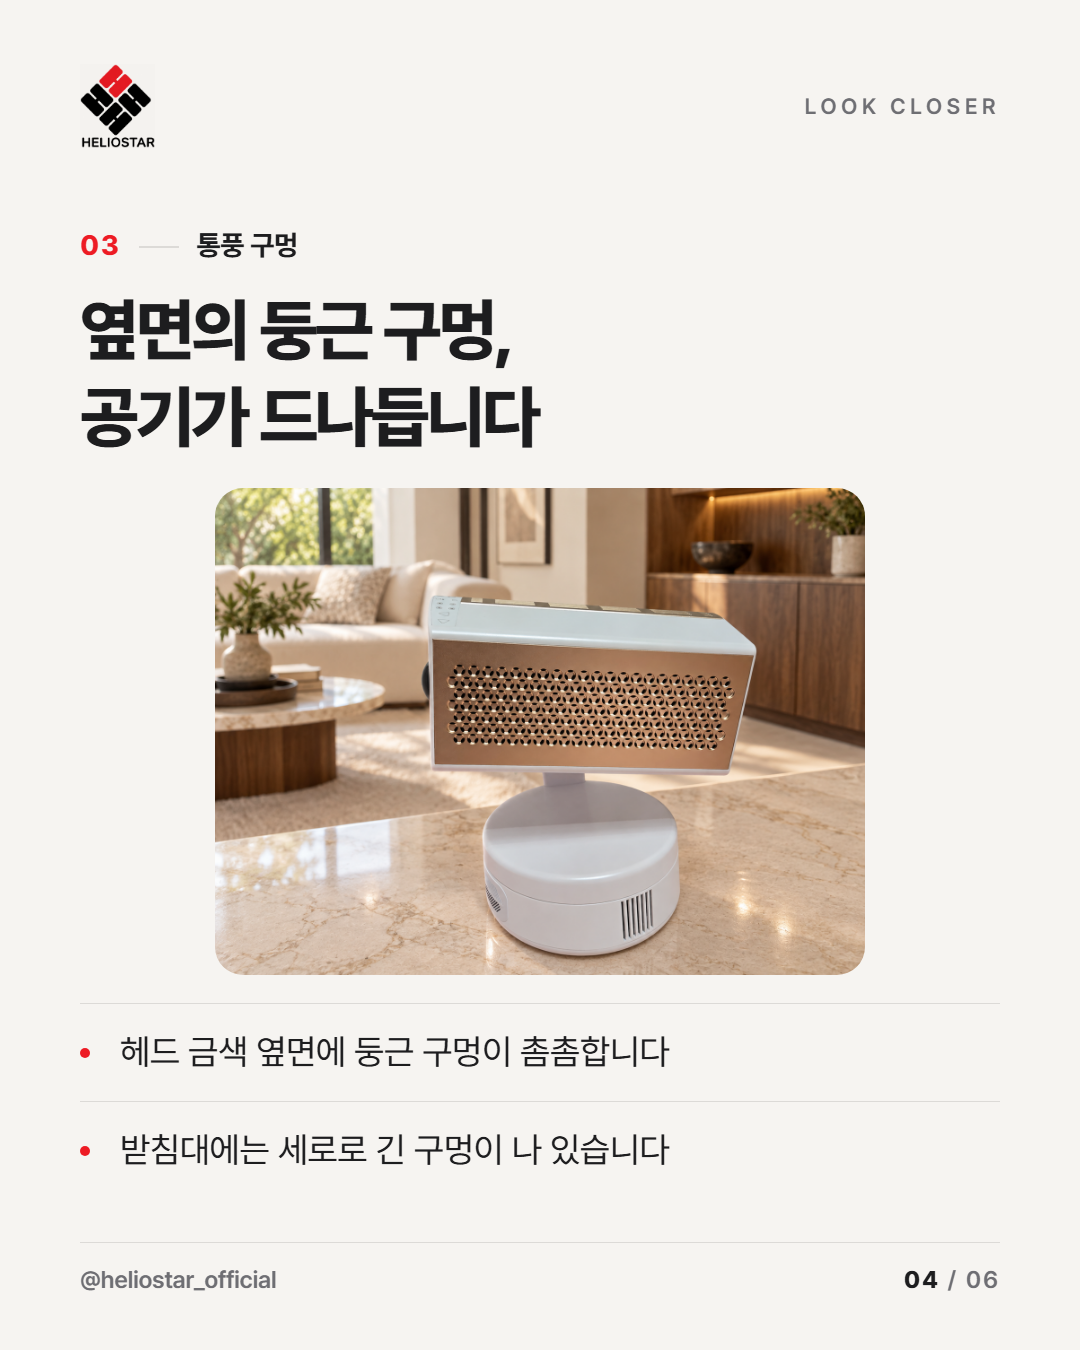 HELIOSTAR
LOOK CLOSER
03 통풍 구멍
옆면의 둥근 구멍,
공기가 드나듭니다
헤드 금색 옆면에 둥근 구멍이 촘촘합니다
받침대에는 세로로 긴 구멍이 나 있습니다
@heliostar_official
04 / 06